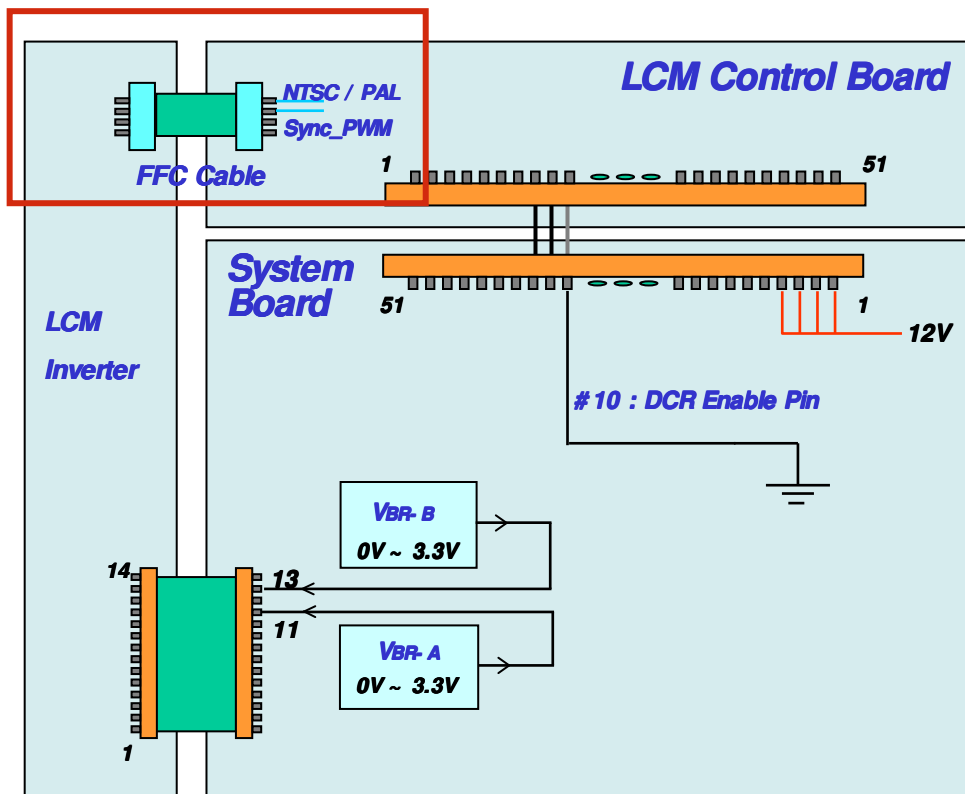 LCM Control Board
NTSC / PAL
Sync_PWM
FFC Cable
1
51
System
Board
51
1
12V
LCM
Inverter
#10 : DCR Enable Pin
VBR-B
0V ~ 3.3V
14
13
11
VBR-A
0V ~ 3.3V
1